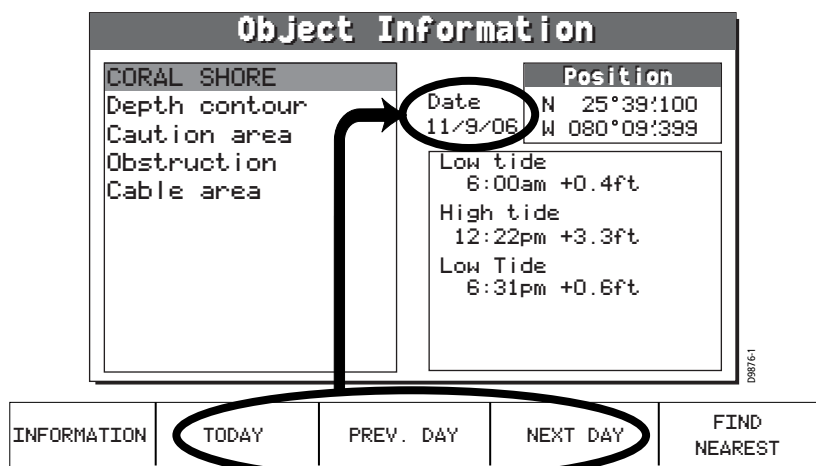 Object Information
CORAL SHORE
Depth contour
Caution area
Obstruction
Cable area
Date
11/9/06
Position
N 25°39!100
W 080°09!399
Low tide
6:00am +0.4ft
High tide
12:22pm +3.3ft
Low Tide
6:31pm +0.6ft
D9876-1
INFORMATION
TODAY
PREV. DAY
NEXT DAY
FIND
NEAREST